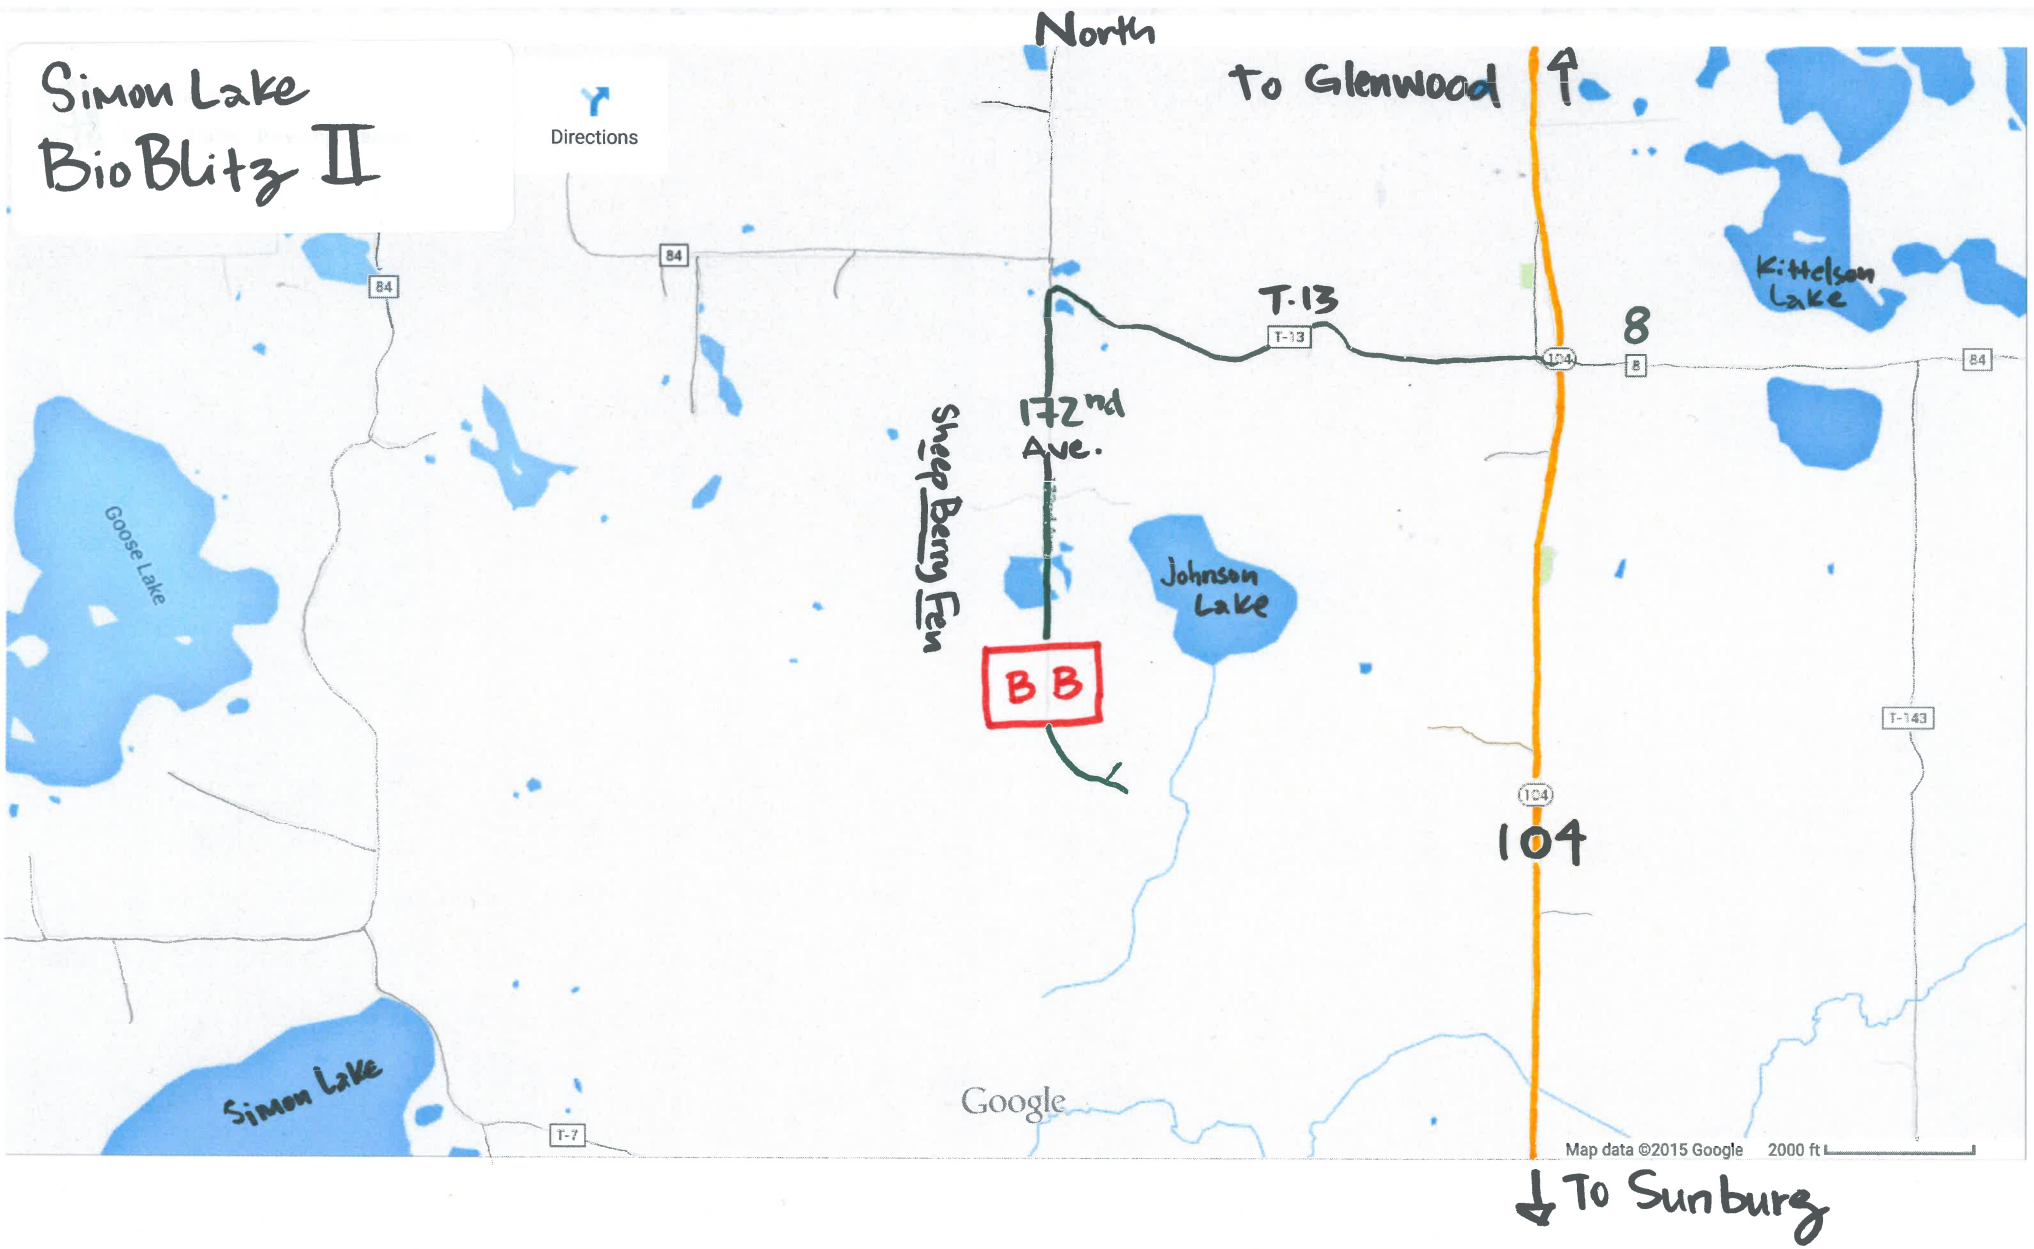 North
Simon Lake
BioBlitz II
Directions
To Glenwood
84
84
Kittelson
Lake
T-13
T-13
8
104
8
84
172nd
Ave.
Sheep Berry Fen
Goose Lake
Johnson
Lake
B B
T-143
104
104
Simon Lake
Google
T-7
Map data ©2015 Google 2000 ft
To Sunburg